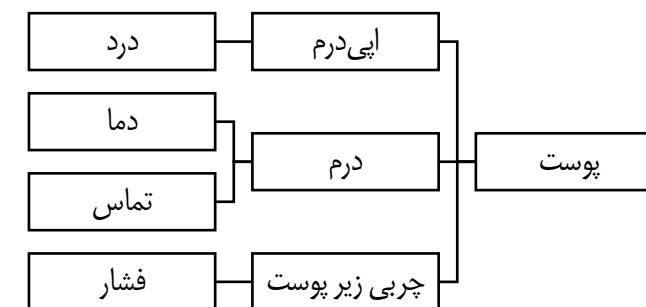 پوست
اپی‌درم
درد
درم
دما
تماس
چربی زیر پوست
فشار